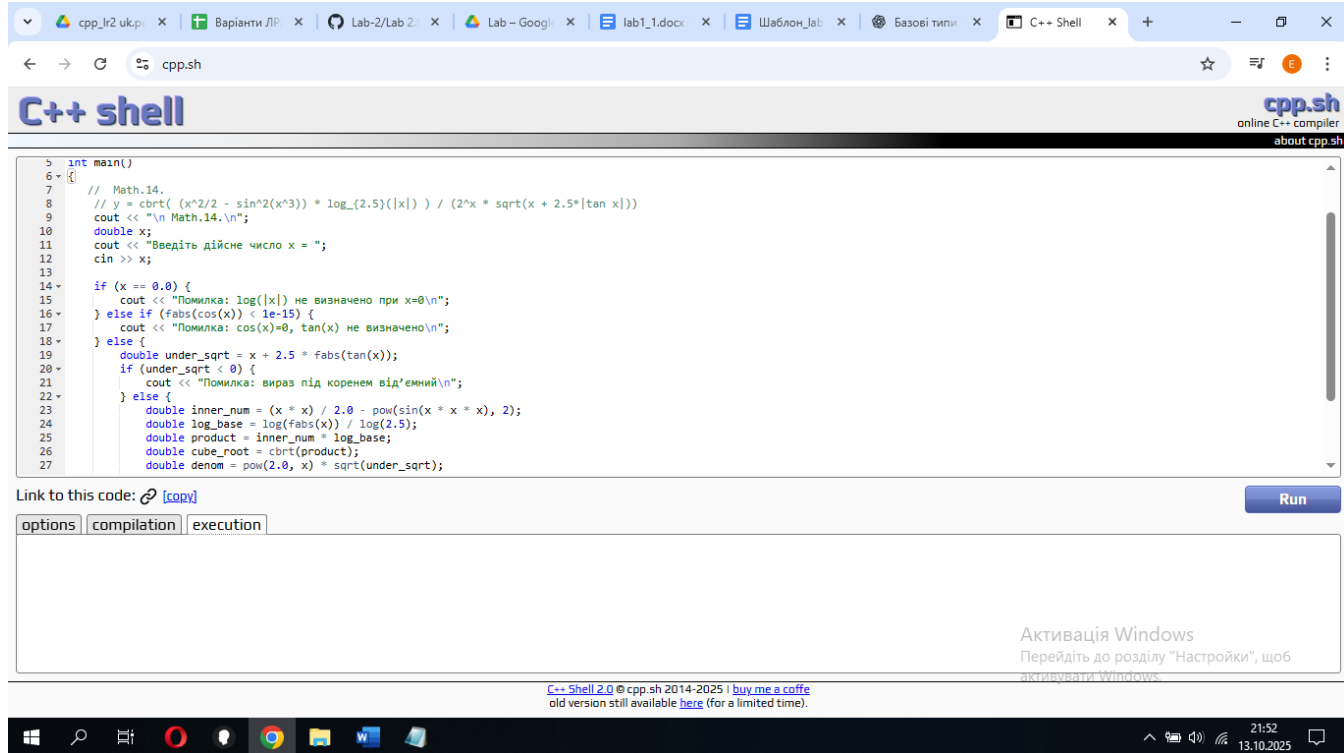 cpp_lr2 uk.p
Варіанти ЛР
Lab-2/Lab 2.
Lab – Google
lab1_1.docx
Шаблон_lab
Базові типи
C++ Shell
cpp.sh
E
C++ shell
cpp.sh
online C++ compiler
about cpp.sh
5 int main()
6 {
7 // Math.14.
8 // y = cbrt( (x^2/2 - sin^2(x^3)) * log_{2.5}(|x|) ) / (2^x * sqrt(x + 2.5*|tan x|))
9 cout << "\n Math.14.\n";
10 double x;
11 cout << "Введіть дійсне число x = ";
12 cin >> x;
13
14 if (x == 0.0) {
15 cout << "Помилка: log(|x|) не визначено при x=0\n";
16 } else if (fabs(cos(x)) < 1e-15) {
17 cout << "Помилка: cos(x)=0, tan(x) не визначено\n";
18 } else {
19 double under_sqrt = x + 2.5 * fabs(tan(x));
20 if (under_sqrt < 0) {
21 cout << "Помилка: вираз під коренем від’ємний\n";
22 } else {
23 double inner_num = (x * x) / 2.0 - pow(sin(x * x * x), 2);
24 double log_base = log(fabs(x)) / log(2.5);
25 double product = inner_num * log_base;
26 double cube_root = cbrt(product);
27 double denom = pow(2.0, x) * sqrt(under_sqrt);
Link to this code: [copy]
Run
options compilation execution
Активація Windows
Перейдіть до розділу "Настройки", щоб
активувати Windows.
C++ Shell 2.0 © cpp.sh 2014-2025 | buy me a coffe
old version still available here (for a limited time).
21:52
13.10.2025